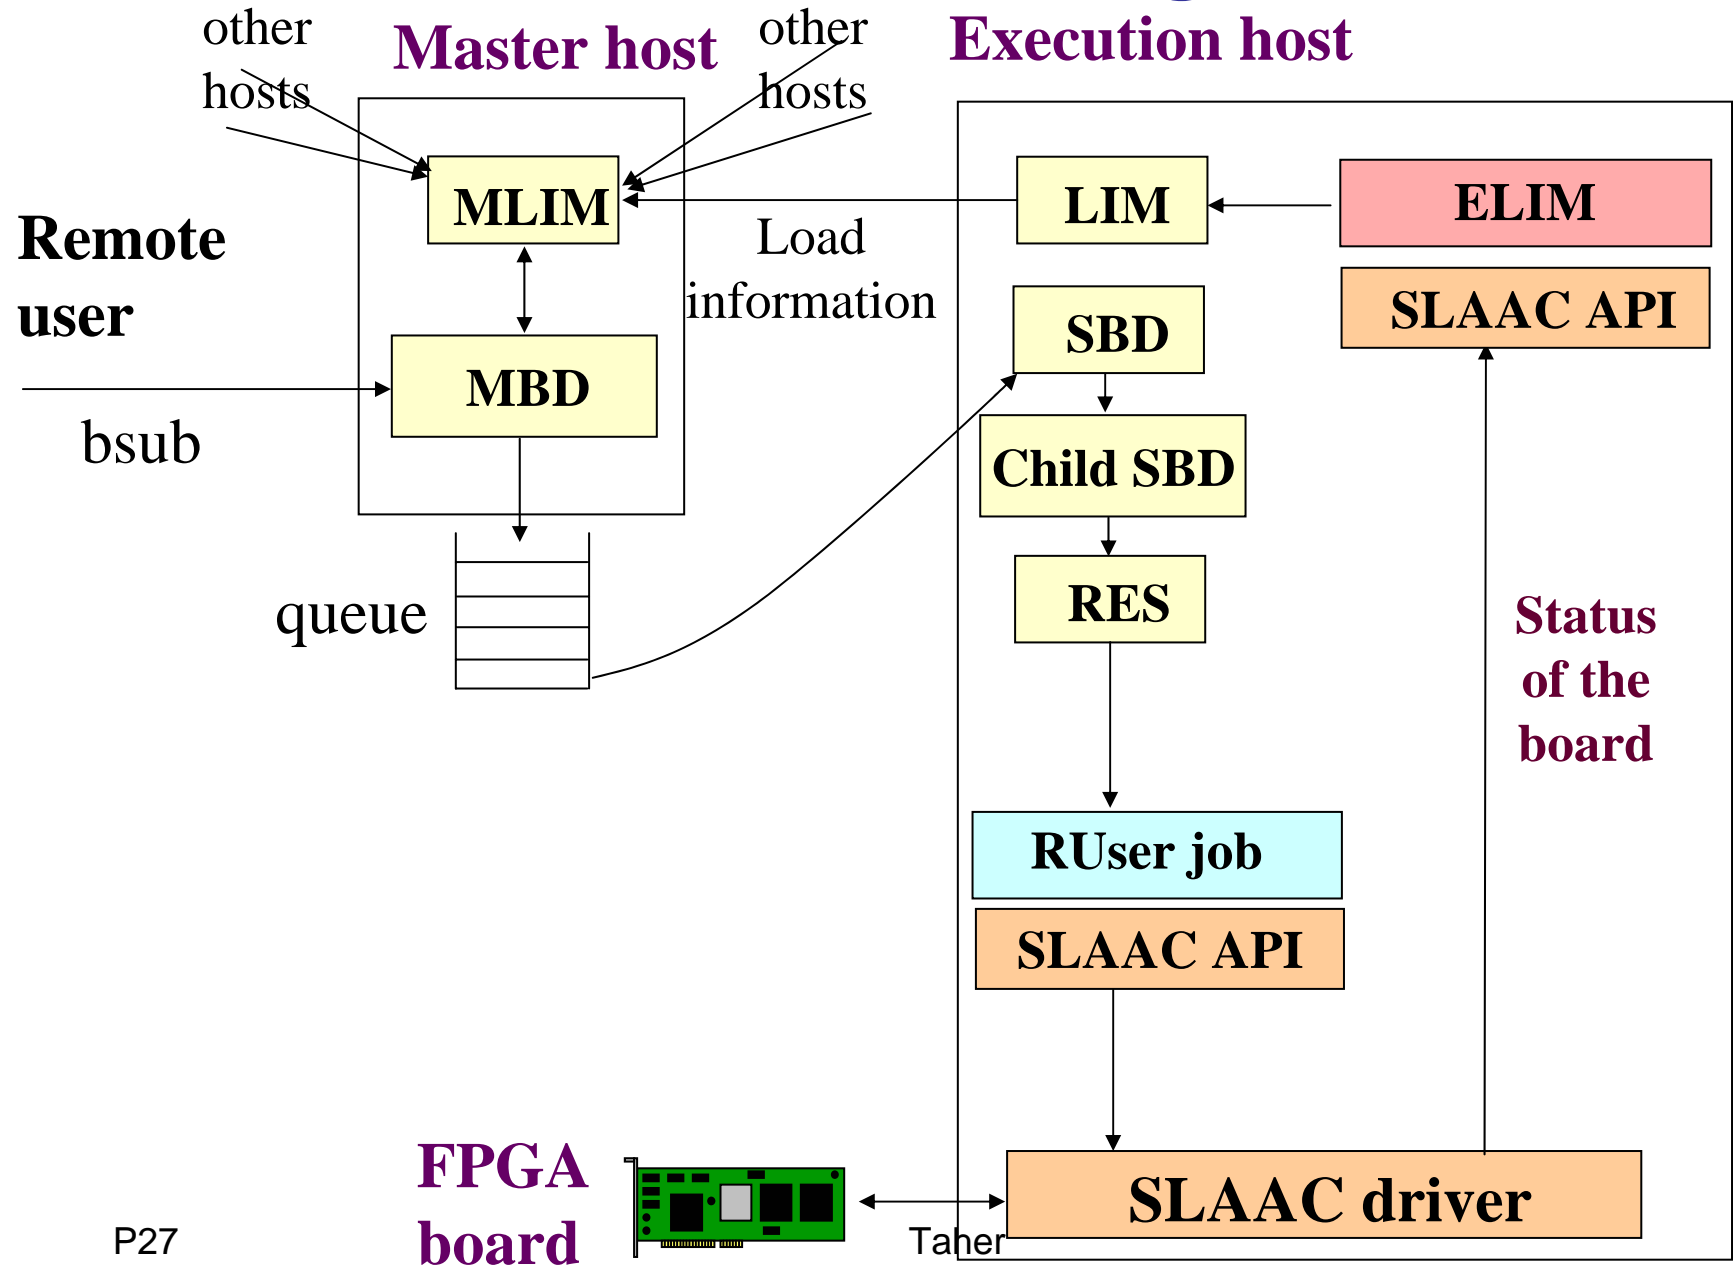 other
hosts
Master host
other
hosts
Execution host
MLIM
LIM
ELIM
Remote
user
Load
information
SLAAC API
SBD
MBD
bsub
Child SBD
RES
queue
Status
of the
board
RUser job
SLAAC API
FPGA
board
SLAAC driver
P27
Taher